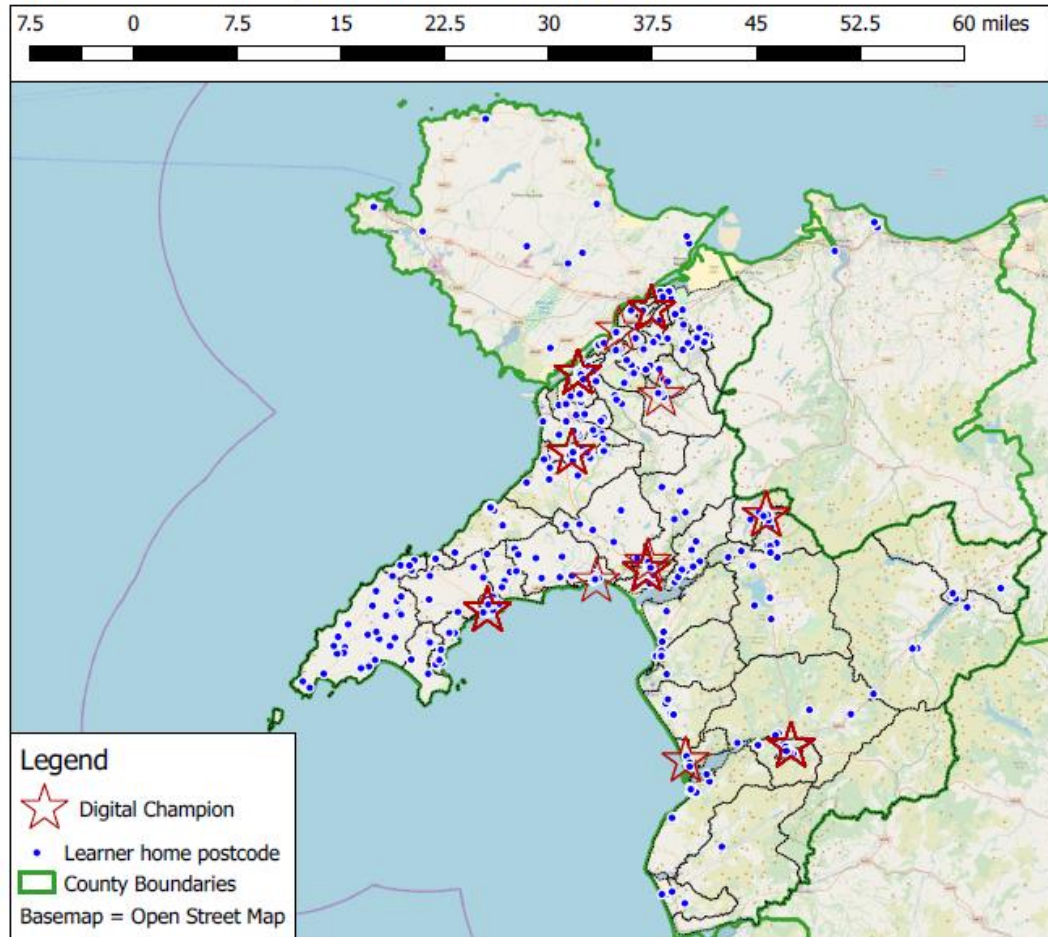 7.5 0 7.5 15 22.5 30 37.5 45 52.5 60 miles
Legend
Digital Champion
Learner home postcode
County Boundaries
Basemap = Open Street Map